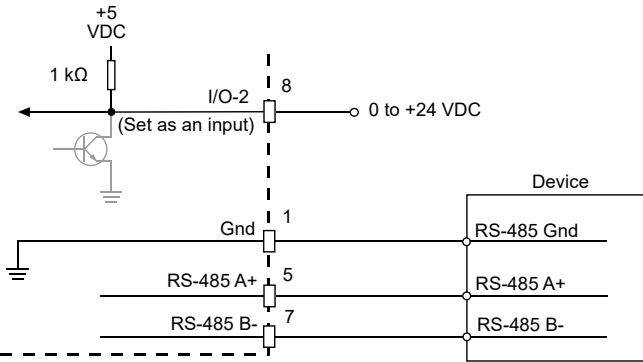 +5
VDC
1 kΩ
I/O-2
8
(Set as an input)
0 to +24 VDC
Device
Gnd
1
RS-485 Gnd
RS-485 A+
5
RS-485 A+
RS-485 B-
7
RS-485 B-